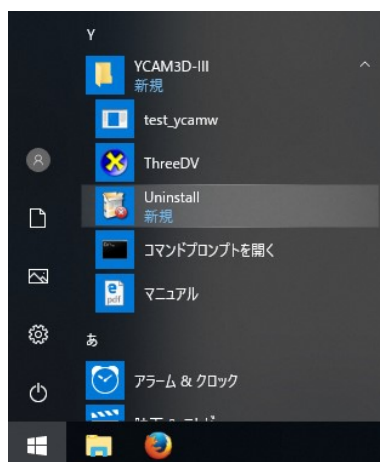 Y
YCAM3D-III
新規
test_ycamw
ThreeDV
Uninstall
新規
コマンドプロンプトを開く
pdf
マニュアル
あ
アラーム & クロック